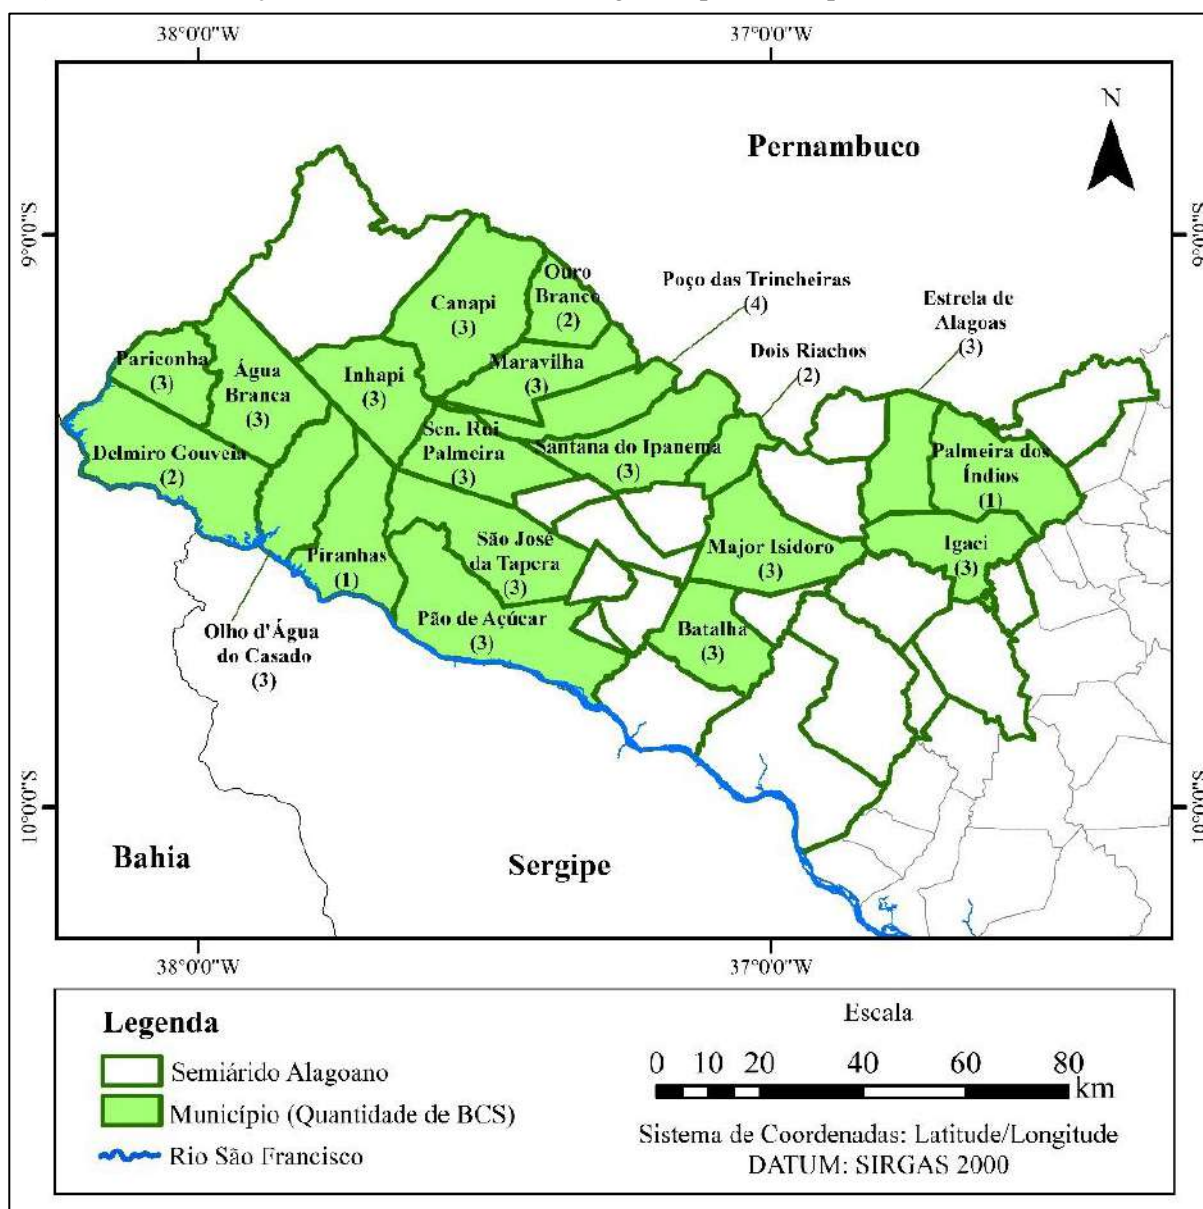 38°0'0"W
37°0'0"W
N
Pernambuco
9°0'0"S
9°0'0"S
Ouro
Branco
(2)
Poço das Trincheiras
(4)
Estrela de
Alagoas
(3)
Canapi
(3)
Dois Riachos
(2)
Pariconha
(3)
Água
Branca
(3)
Inhapi
(3)
Maravilha
(3)
Sen. Rui
Palmeira
(3)
Santana do Ipanema
(3)
Palmeira dos
Índios
(1)
Delmiro Gouveia
(2)
São José
da Tapera
(3)
Major Isidoro
(3)
Igaci
(3)
Piranhas
(1)
Pão de Açúcar
(3)
Batalha
(3)
Olho d'Água
do Casado
(3)
10°0'0"S
10°0'0"S
Bahia
Sergipe
38°0'0"W
37°0'0"W
Legenda
Semiárido Alagoano
Município (Quantidade de BCS)
Rio São Francisco
Escala
0 10 20 40 60 80
km
Sistema de Coordenadas: Latitude/Longitude
DATUM: SIRGAS 2000